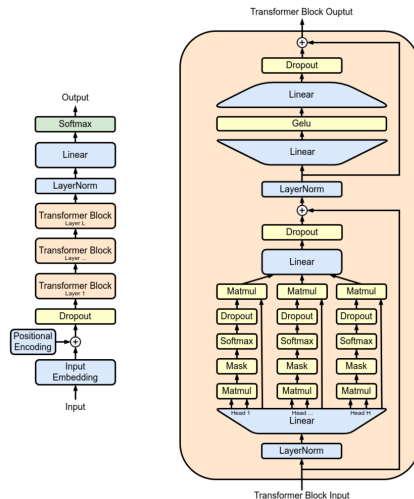 Output
Softmax
Linear
LayerNorm
Transformer Block
Layer L
Transformer Block
Layer ...
Transformer Block
Layer 1
Dropout
Positional
Encoding
+
Input
Embedding
Input
Transformer Block Ouptut
+
Dropout
Linear
Gelu
Linear
LayerNorm
+
Dropout
Linear
Matmul Matmul Matmul
Dropout Dropout Dropout
Softmax Softmax Softmax
Mask Mask Mask
Matmul Matmul Matmul
Head 1 Head ... Head H
Linear
LayerNorm
Transformer Block Input